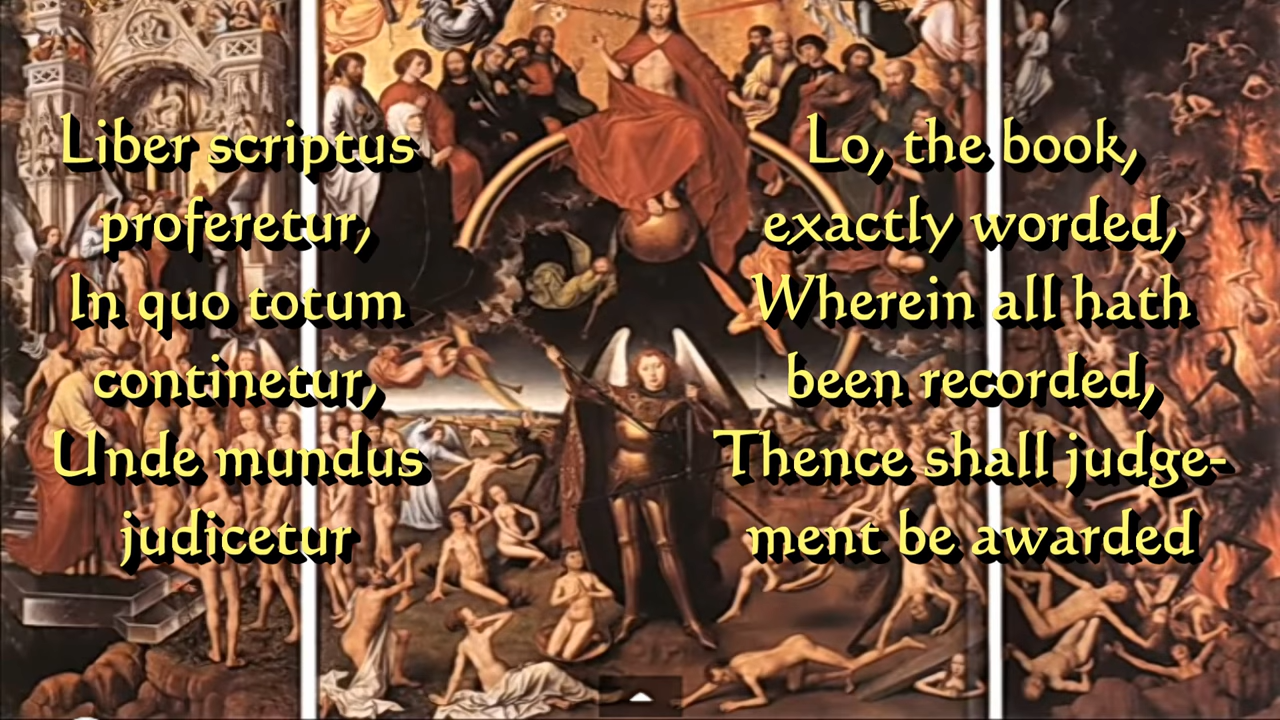 Liber scriptus
proferetur,
In quo totum
continetur,
Unde mundus
judicetur
Lo, the book,
exactly worded,
Wherein all hath
been recorded,
Thence shall judge-
ment be awarded